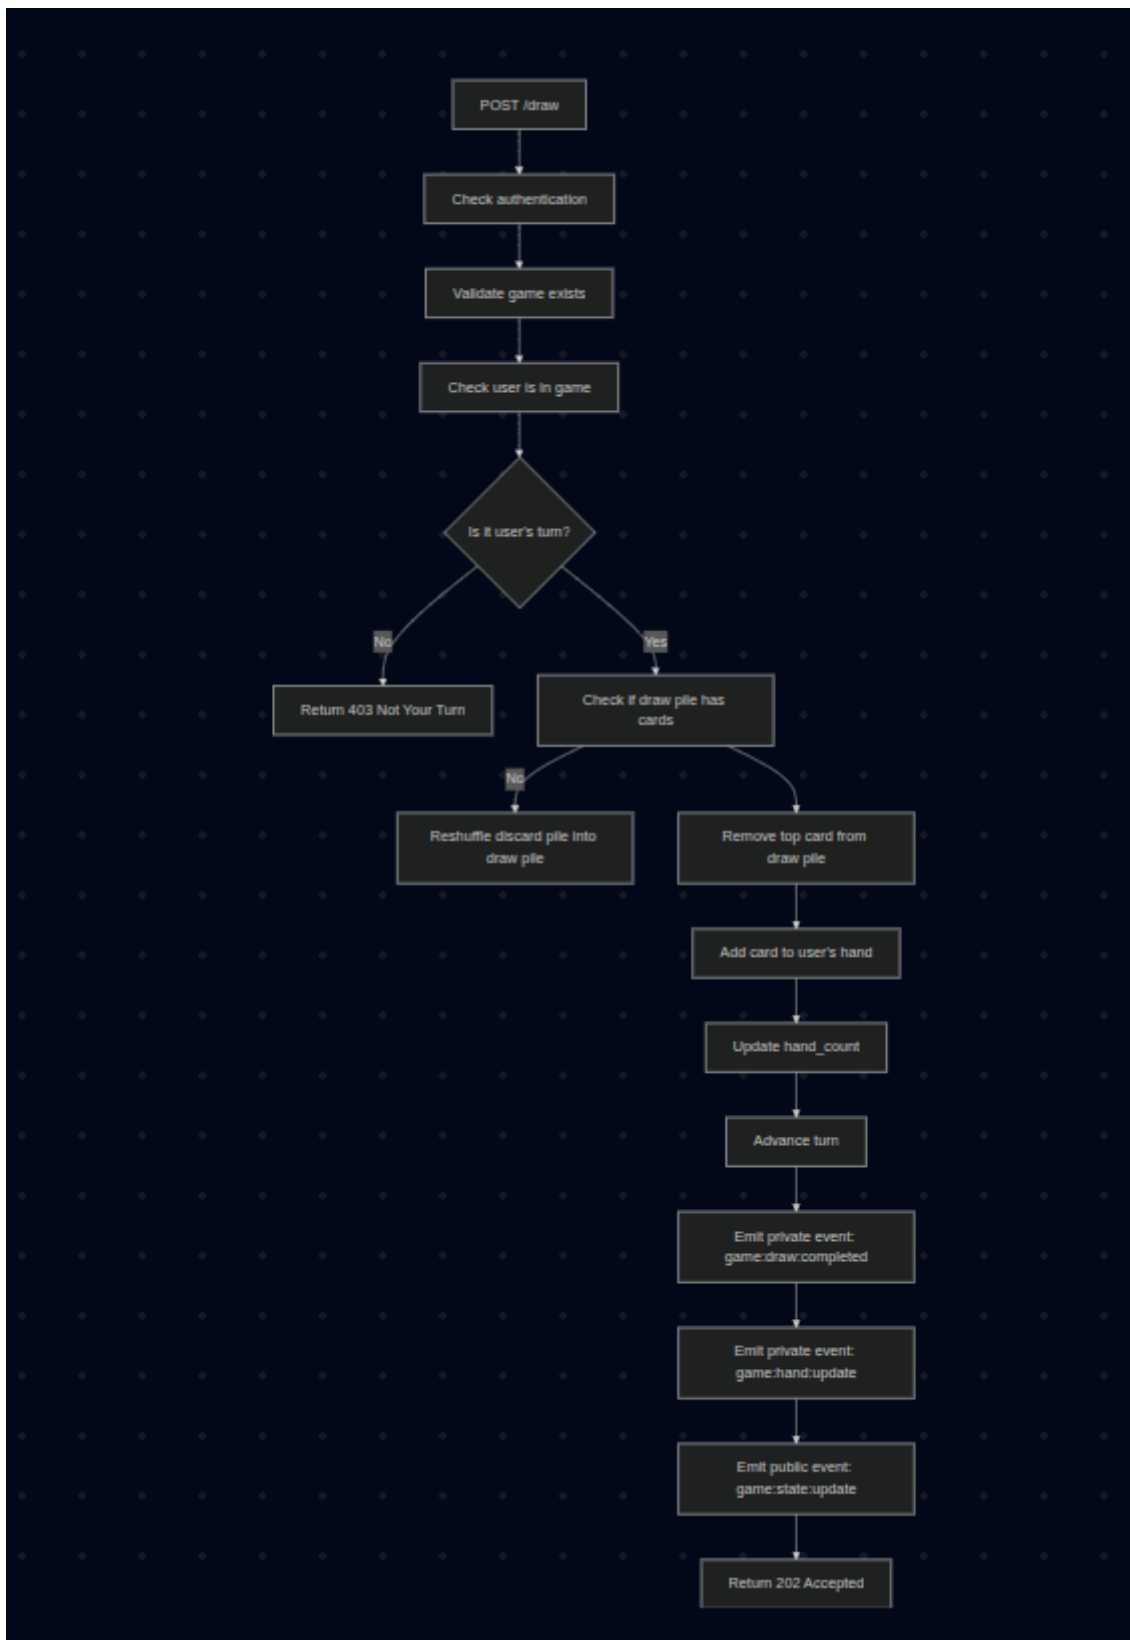 POST /draw
Check authentication
Validate game exists
Check user is in game
Is it user's turn?
No
Yes
Return 403 Not Your Turn
Check if draw pile has
cards
No
Reshuffle discard pile into
draw pile
Remove top card from
draw pile
Add card to user's hand
Update hand_count
Advance turn
Emit private event:
game:draw:completed
Emit private event:
game:hand:update
Emit public event:
game:state:update
Return 202 Accepted